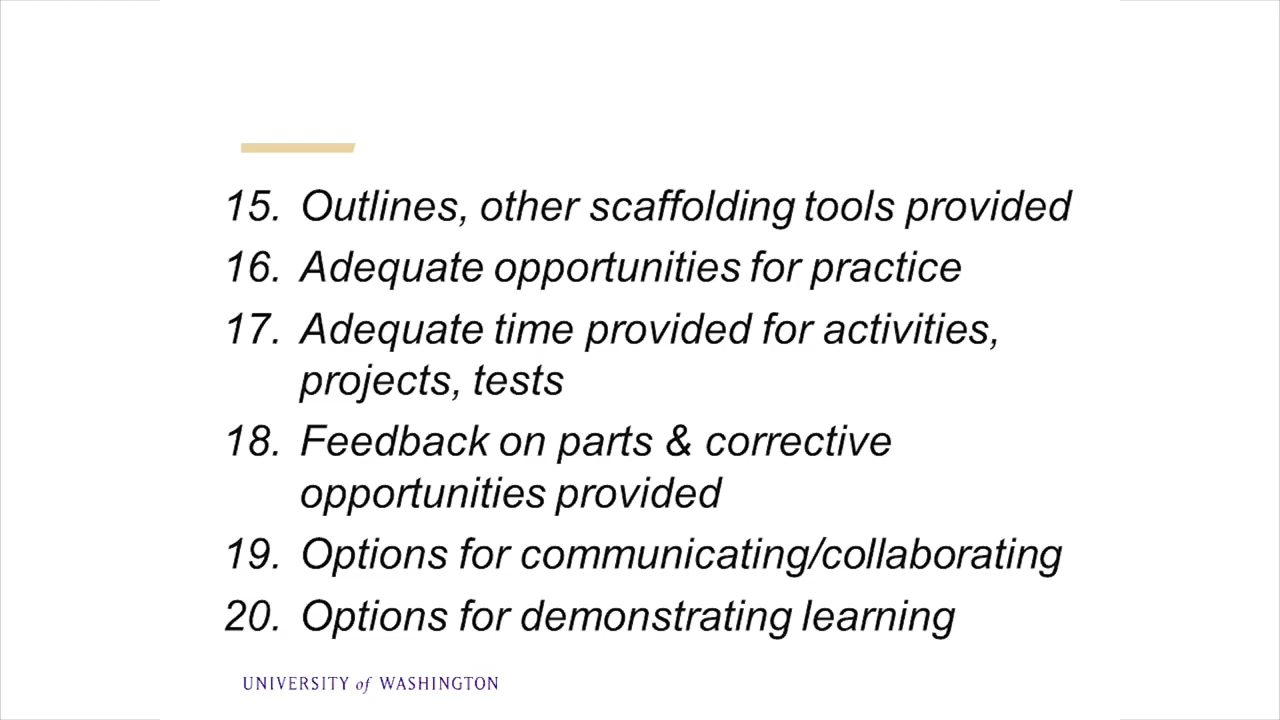 15. Outlines, other scaffolding tools provided
16. Adequate opportunities for practice
17. Adequate time provided for activities,
projects, tests
18. Feedback on parts & corrective
opportunities provided
19. Options for communicating/collaborating
20. Options for demonstrating learning
UNIVERSITY of WASHINGTON